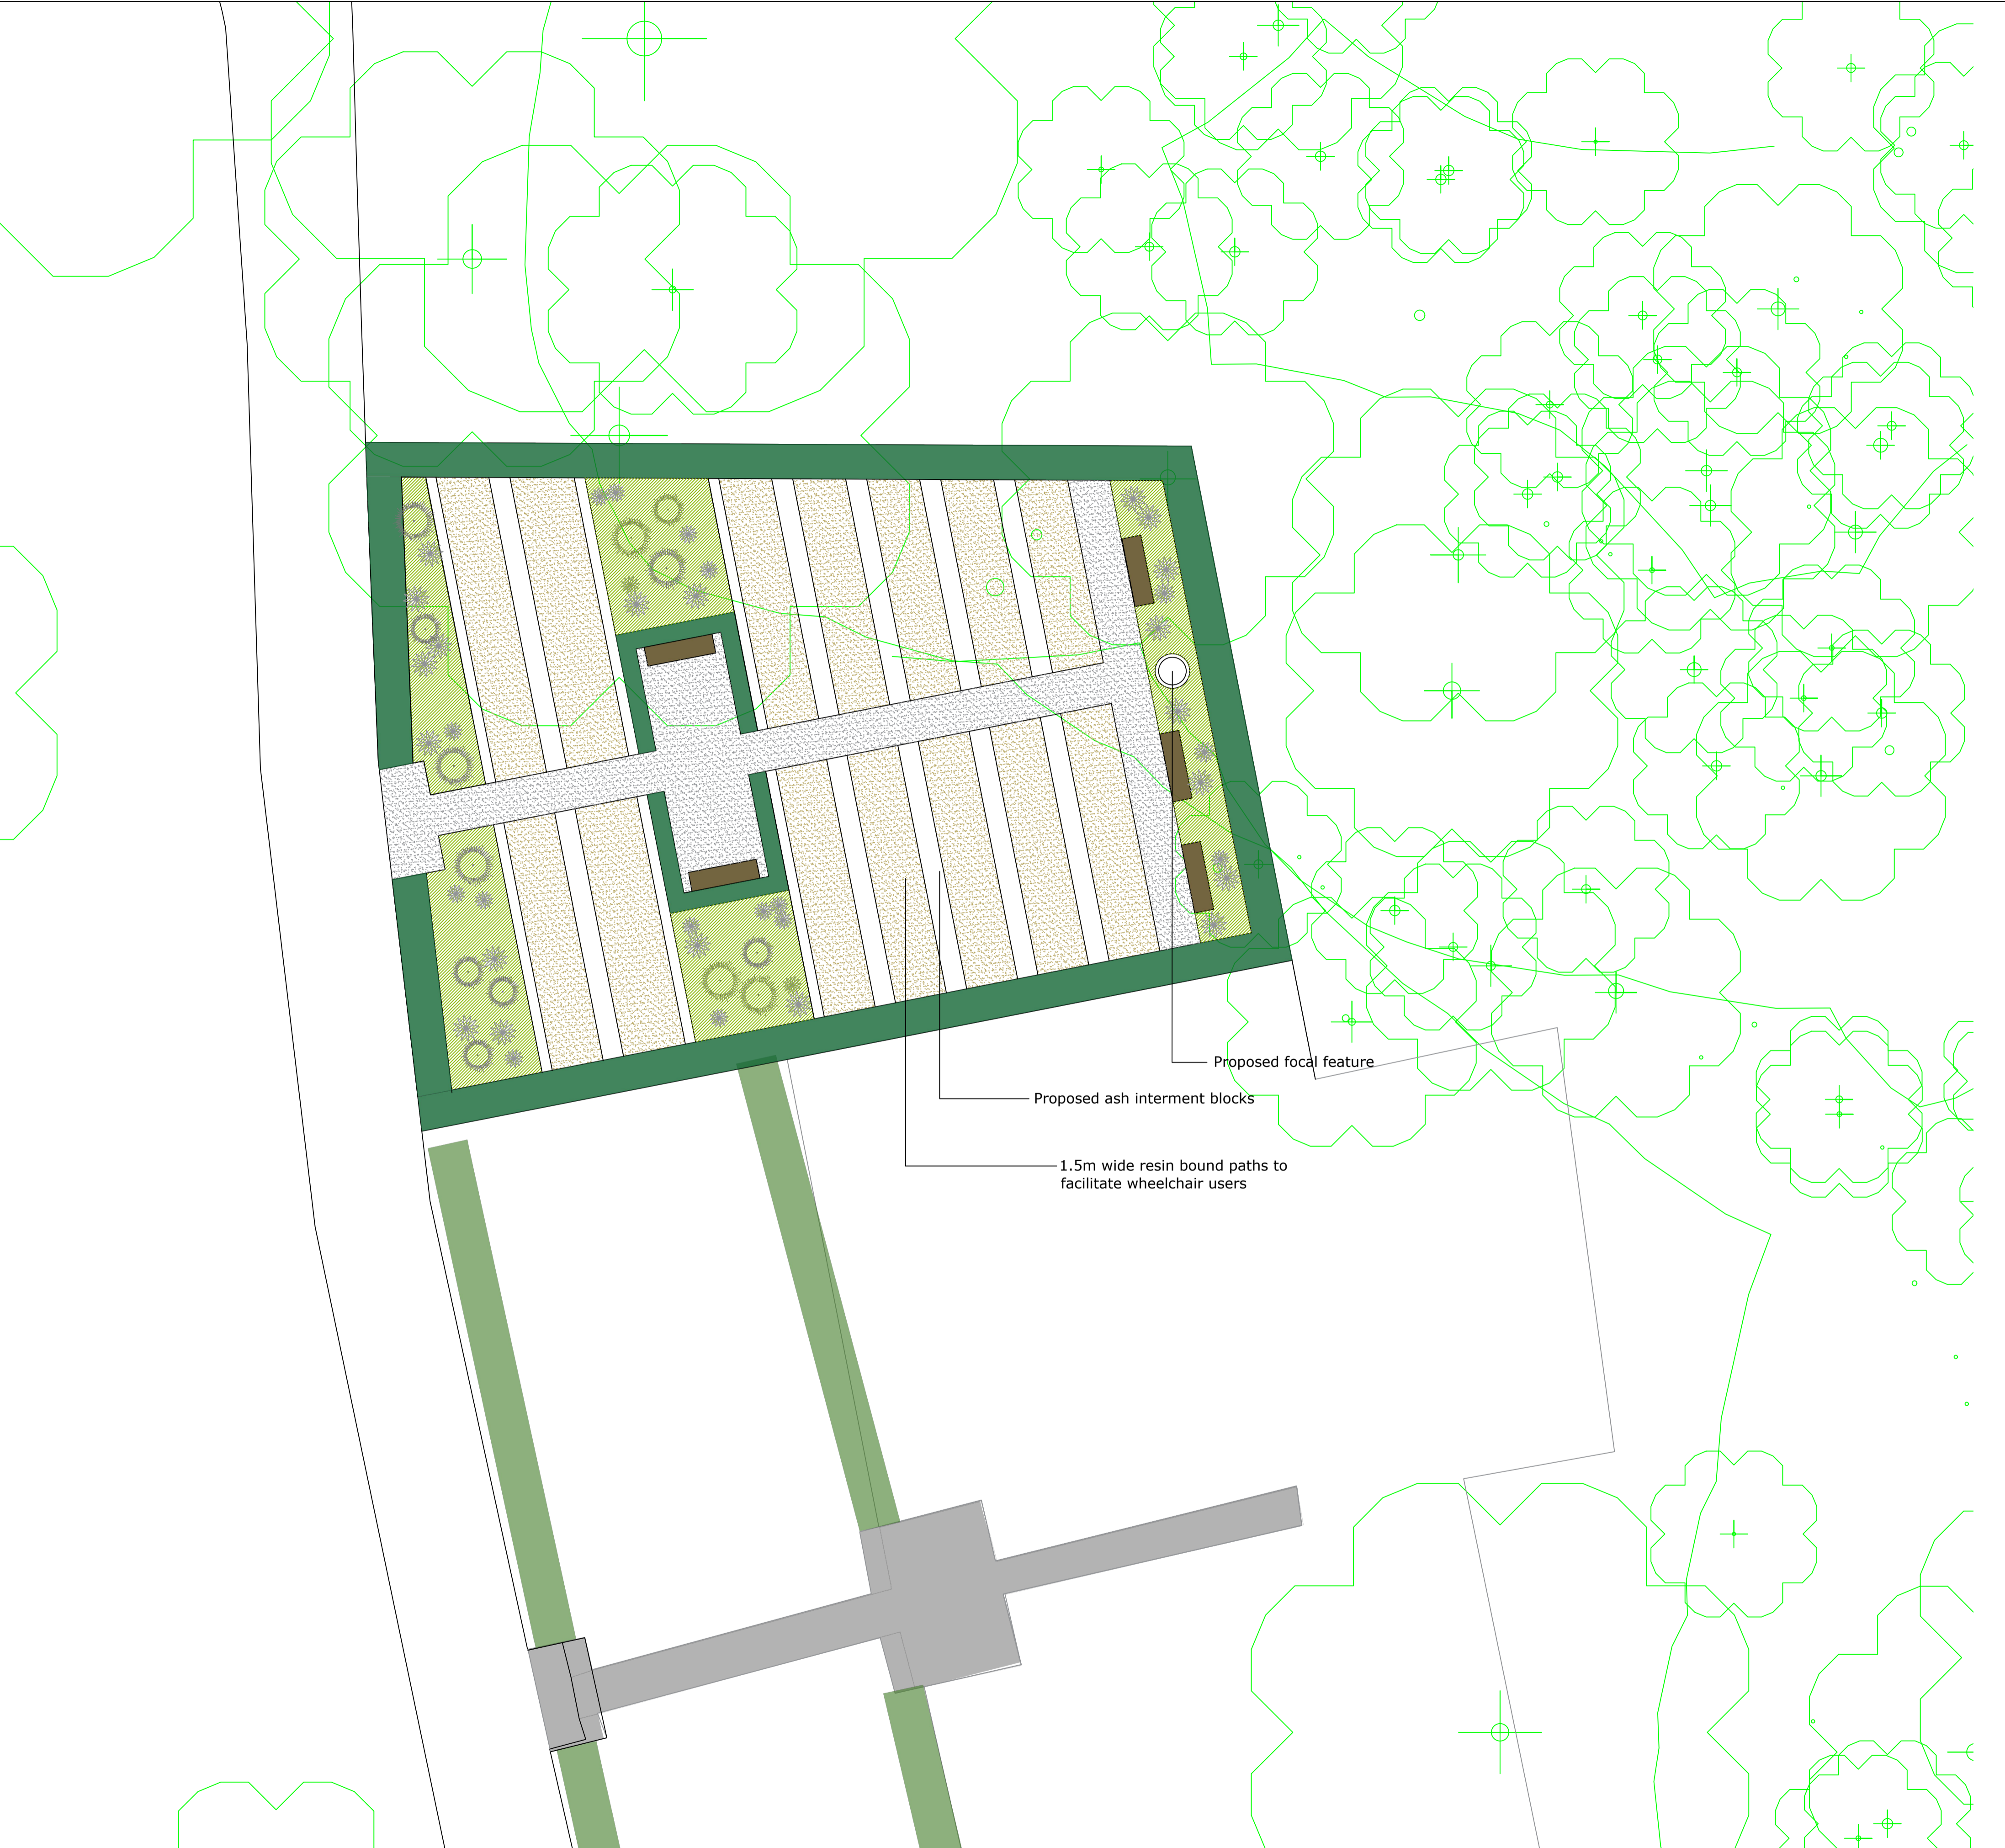 Proposed focal feature
Proposed ash interment blocks
1.5m wide resin bound paths to
facilitate wheelchair users